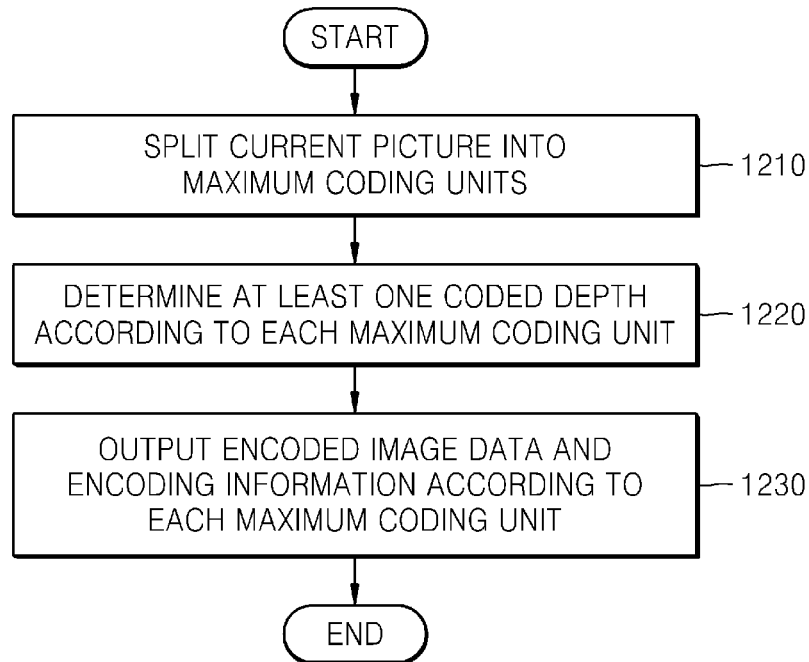 START
SPLIT CURRENT PICTURE INTO
MAXIMUM CODING UNITS
1210
DETERMINE AT LEAST ONE CODED DEPTH
ACCORDING TO EACH MAXIMUM CODING UNIT
1220
OUTPUT ENCODED IMAGE DATA AND
ENCODING INFORMATION ACCORDING TO
EACH MAXIMUM CODING UNIT
1230
END